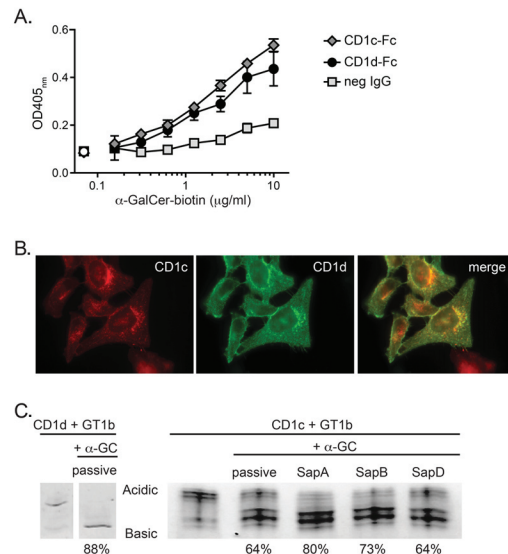 A.
0.6
0.4
0.2
0.0
OD405nm
0.1
1
10
α-GalCer-biotin (μg/ml)
CD1c-Fc
CD1d-Fc
neg IgG
B.
CD1c
CD1d
merge
C.
CD1d + GT1b
+ α-GC
passive
88%
Acidic
Basic
CD1c + GT1b
+ α-GC
passive SapA SapB SapD
64% 80% 73% 64%